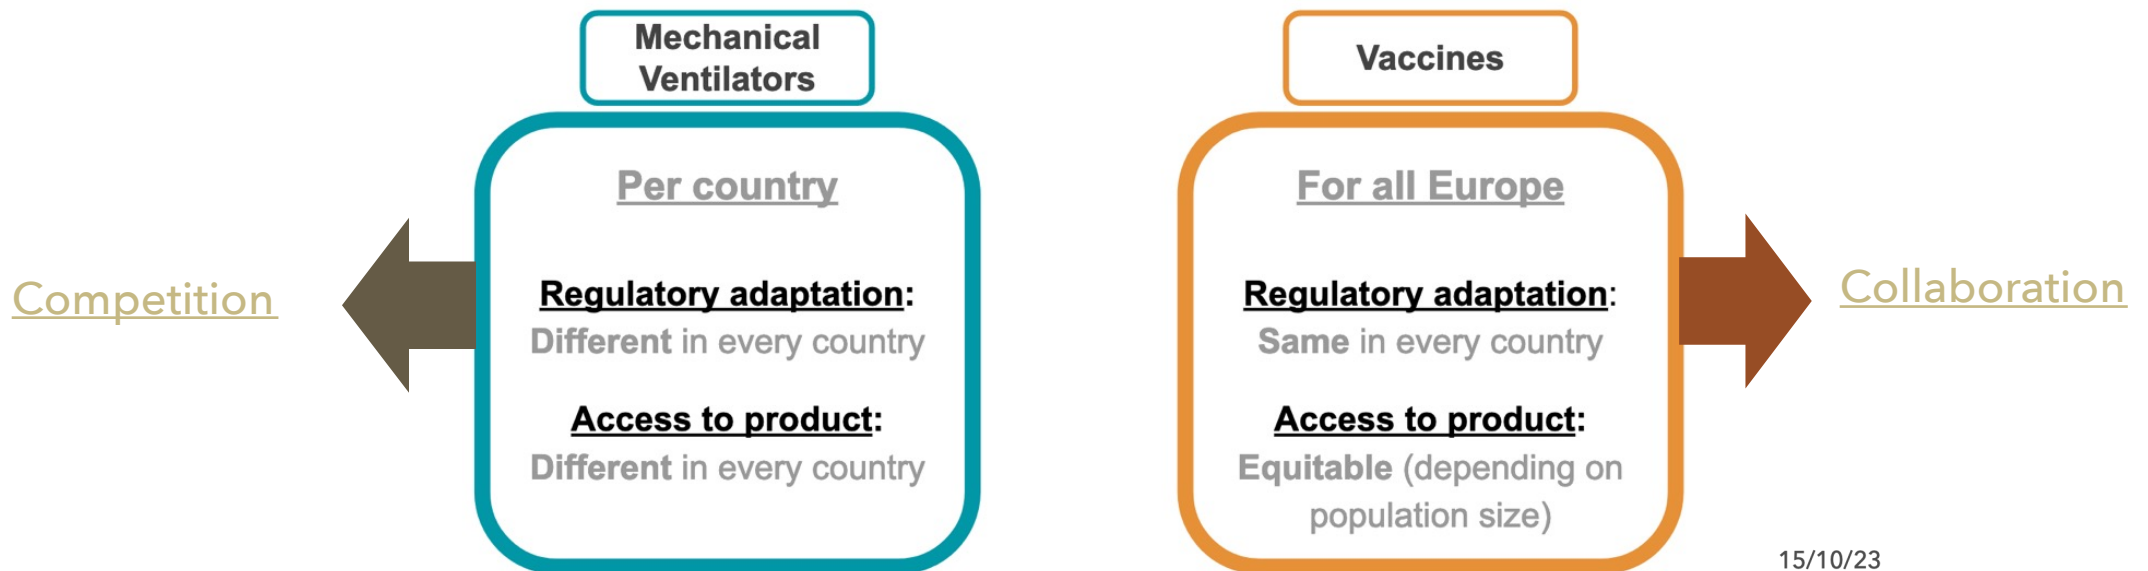 Mechanical
Ventilators
Per country
Regulatory adaptation:
Different in every country
Access to product:
Different in every country
Competition
Vaccines
For all Europe
Regulatory adaptation:
Same in every country
Access to product:
Equitable (depending on
population size)
Collaboration
15/10/23